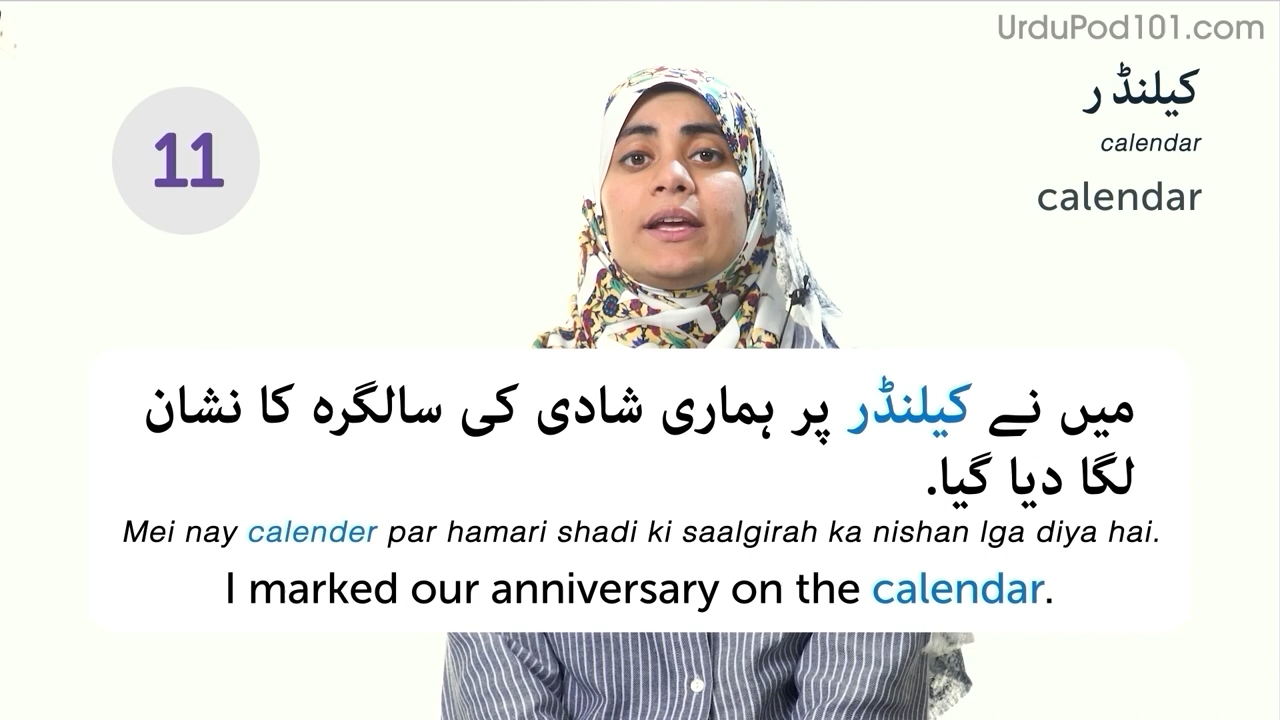 UrduPod101.com
11
کیلنڈر
calendar
calendar
میں نے کیلنڈر پر ہماری شادی کی سالگرہ کا نشان
لگا دیا گیا.
Mei nay calender par hamari shadi ki saalgirah ka nishan lga diya hai.
I marked our anniversary on the calendar.